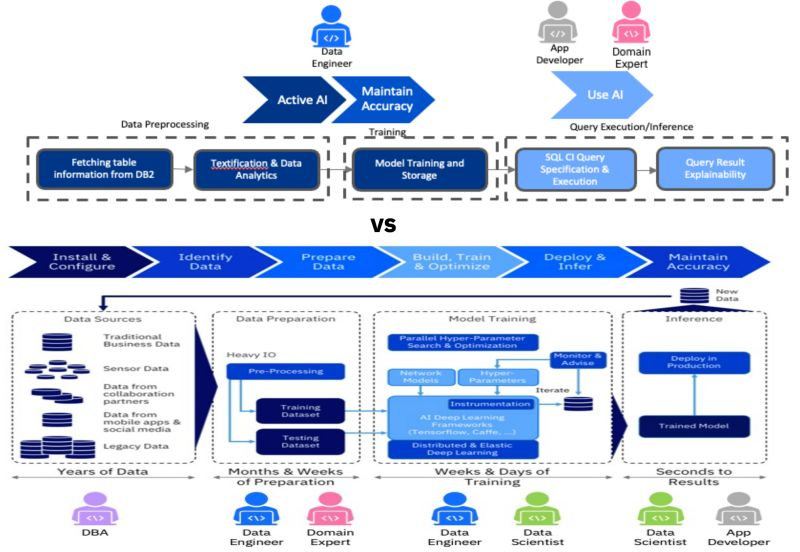 Data
Engineer
App
Developer
Domain
Expert
Active AI
Maintain
Accuracy
Use AI
Data Preprocessing
Training
Query Execution/Inference
Fetching table
information from DB2
Textification & Data
Analytics
Model Training and
Storage
SQL CI Query
Specification &
Execution
Query Result
Explainability
VS
Install &
Configure
Identify
Data
Prepare
Data
Build, Train
& Optimize
Deploy &
Infer
Maintain
Accuracy
New
Data
Data Sources
Traditional
Business Data
Sensor Data
Data from
collaboration
partners
Data from
mobile apps &
social media
Legacy Data
Data Preparation
Heavy IO
Pre-Processing
Training
Dataset
Testing
Dataset
Model Training
Parallel Hyper-Parameter
Search & Optimization
Network
Models
Hyper-
Parameters
Monitor &
Advise
Iterate
Instrumentation
AI Deep Learning
Frameworks
(Tensorflow, Caffe, ...)
Distributed & Elastic
Deep Learning
Inference
Deploy in
Production
Trained Model
Years of Data
Months & Weeks
of Preparation
Weeks & Days of
Training
Seconds to
Results
DBA
Data
Engineer
Domain
Expert
Data
Engineer
Data
Scientist
Data
Scientist
App
Developer